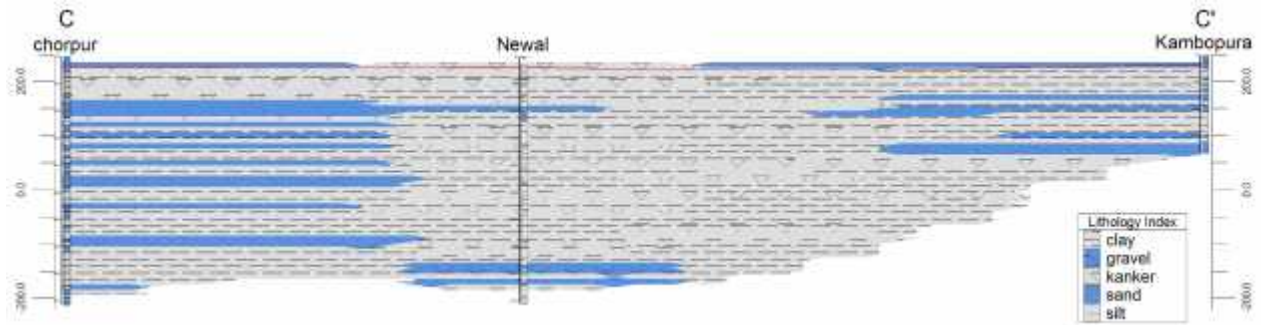 C
C'
chorpur
Newal
Kambopura
200.0
200.0
0.0
0.0
-200.0
-200.0
Lithology Index
clay
gravel
kanker
sand
silt